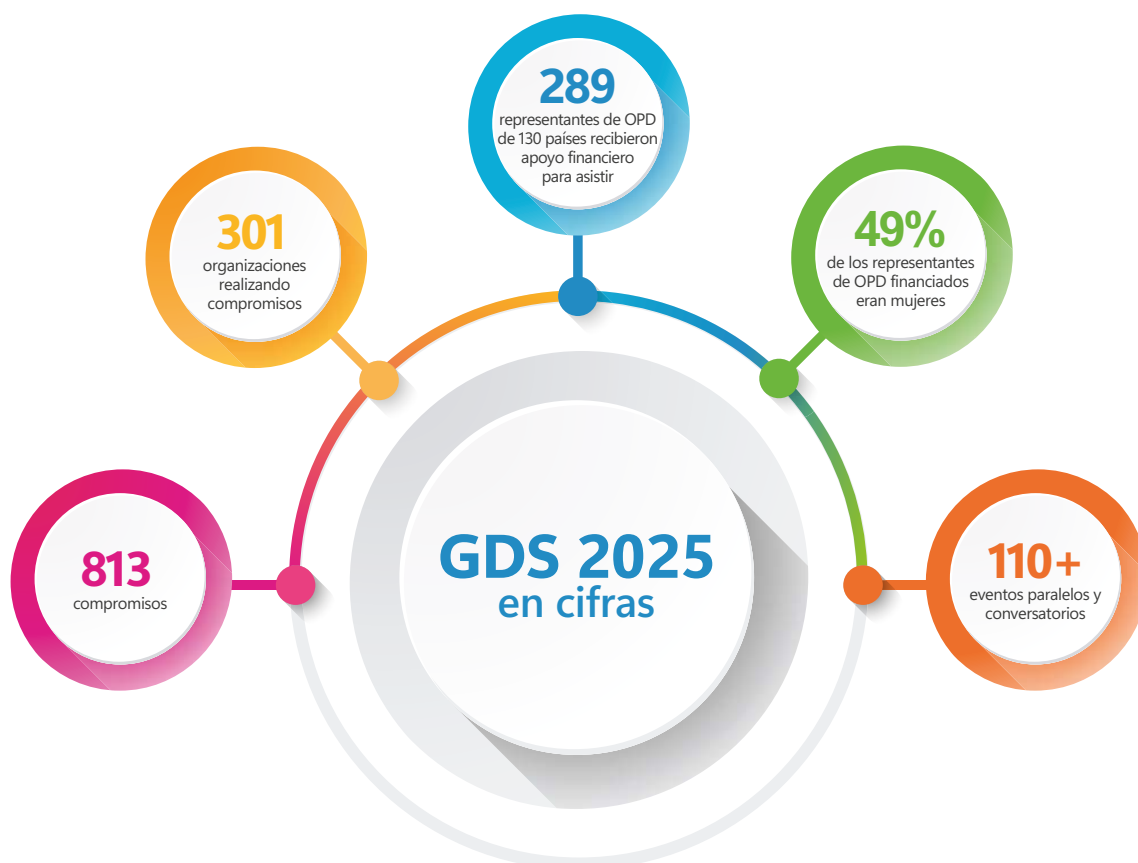 289
representantes de OPD
de 130 países recibieron
apoyo financiero
para asistir
301
organizaciones
realizando
compromisos
49%
de los representantes
de OPD financiados
eran mujeres
813
compromisos
GDS 2025
en cifras
110+
eventos paralelos y
conversatorios